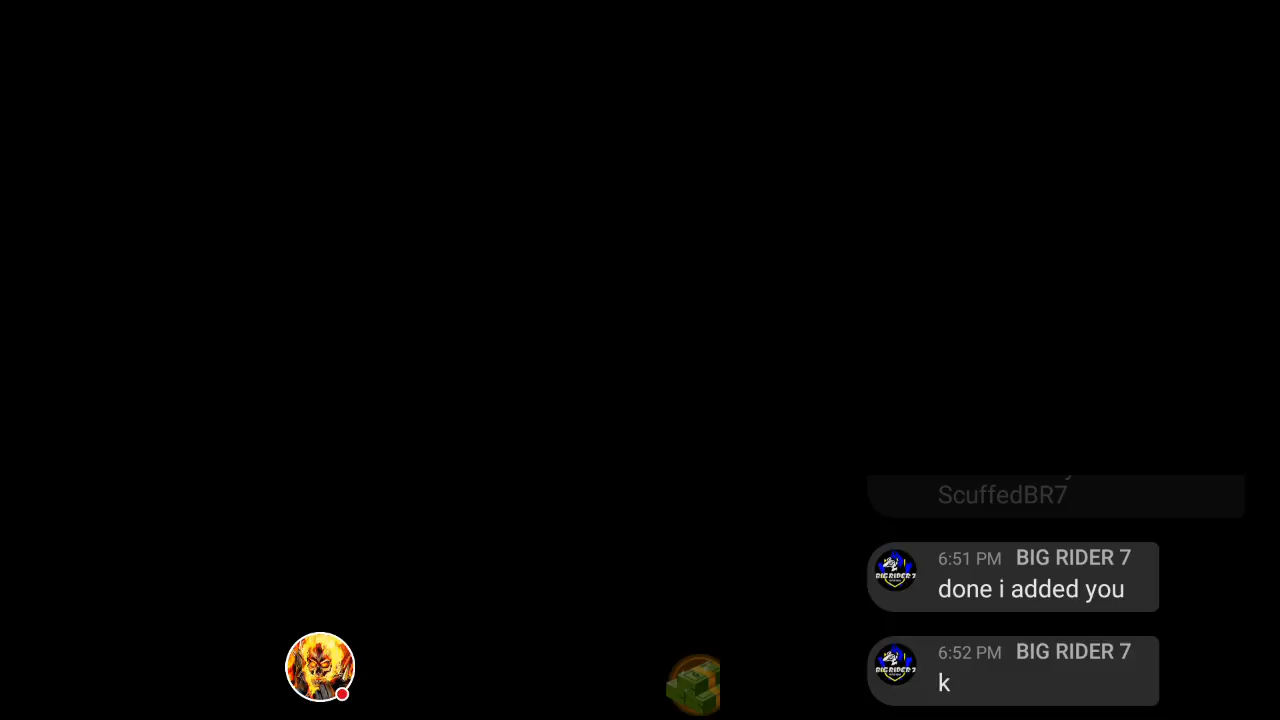 ScuffedBR7
6:51 PM BIG RIDER 7
done i added you
6:52 PM BIG RIDER 7
k